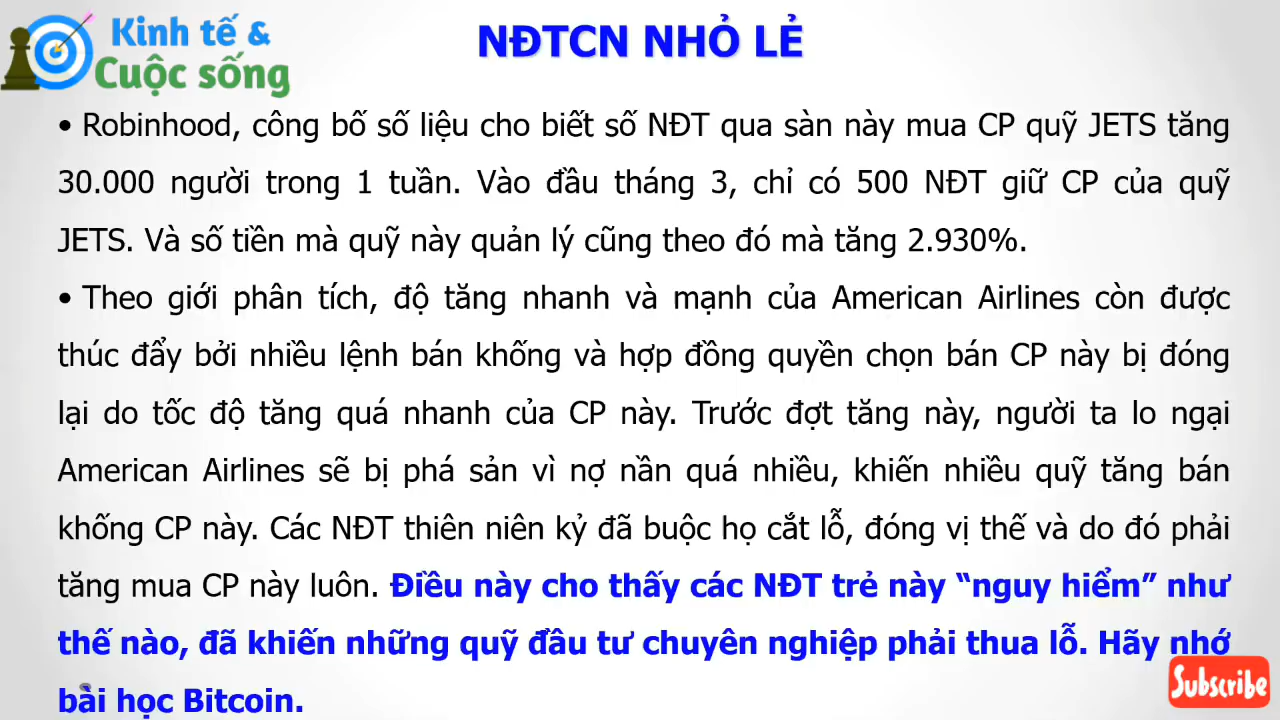 Kinh tế &
Cuộc sống
NĐTCN NHỎ LẺ
• Robinhood, công bố số liệu cho biết số NĐT qua sàn này mua CP quỹ JETS tăng
30.000 người trong 1 tuần. Vào đầu tháng 3, chỉ có 500 NĐT giữ CP của quỹ
JETS. Và số tiền mà quỹ này quản lý cũng theo đó mà tăng 2.930%.
• Theo giới phân tích, độ tăng nhanh và mạnh của American Airlines còn được
thúc đẩy bởi nhiều lệnh bán khống và hợp đồng quyền chọn bán CP này bị đóng
lại do tốc độ tăng quá nhanh của CP này. Trước đợt tăng này, người ta lo ngại
American Airlines sẽ bị phá sản vì nợ nần quá nhiều, khiến nhiều quỹ tăng bán
khống CP này. Các NĐT thiên niên kỷ đã buộc họ cắt lỗ, đóng vị thế và do đó phải
tăng mua CP này luôn. Điều này cho thấy các NĐT trẻ này “nguy hiểm” như
thế nào, đã khiến những quỹ đầu tư chuyên nghiệp phải thua lỗ. Hãy nhớ
bài học Bitcoin.
Subscribe